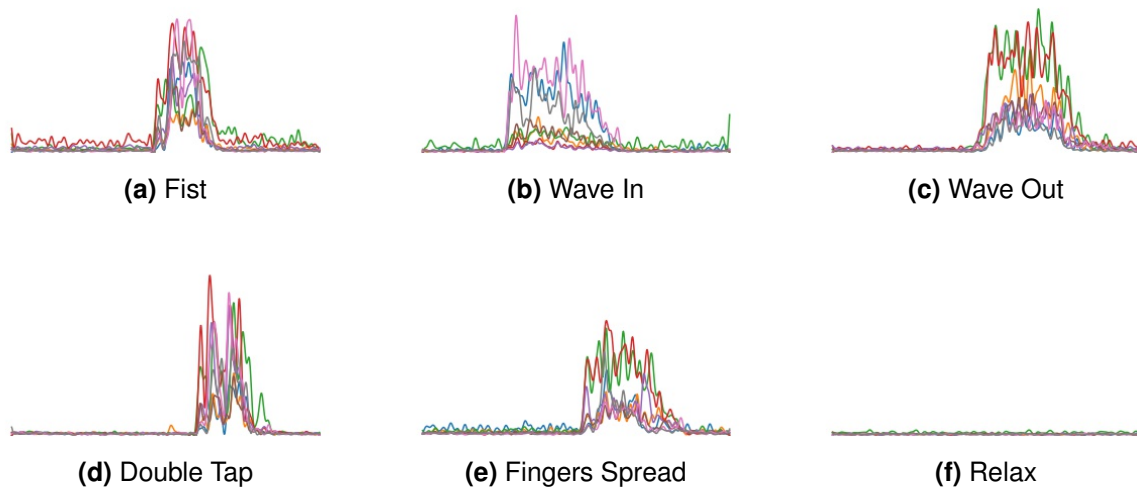 (a) Fist
(b) Wave In
(c) Wave Out
(d) Double Tap
(e) Fingers Spread
(f) Relax